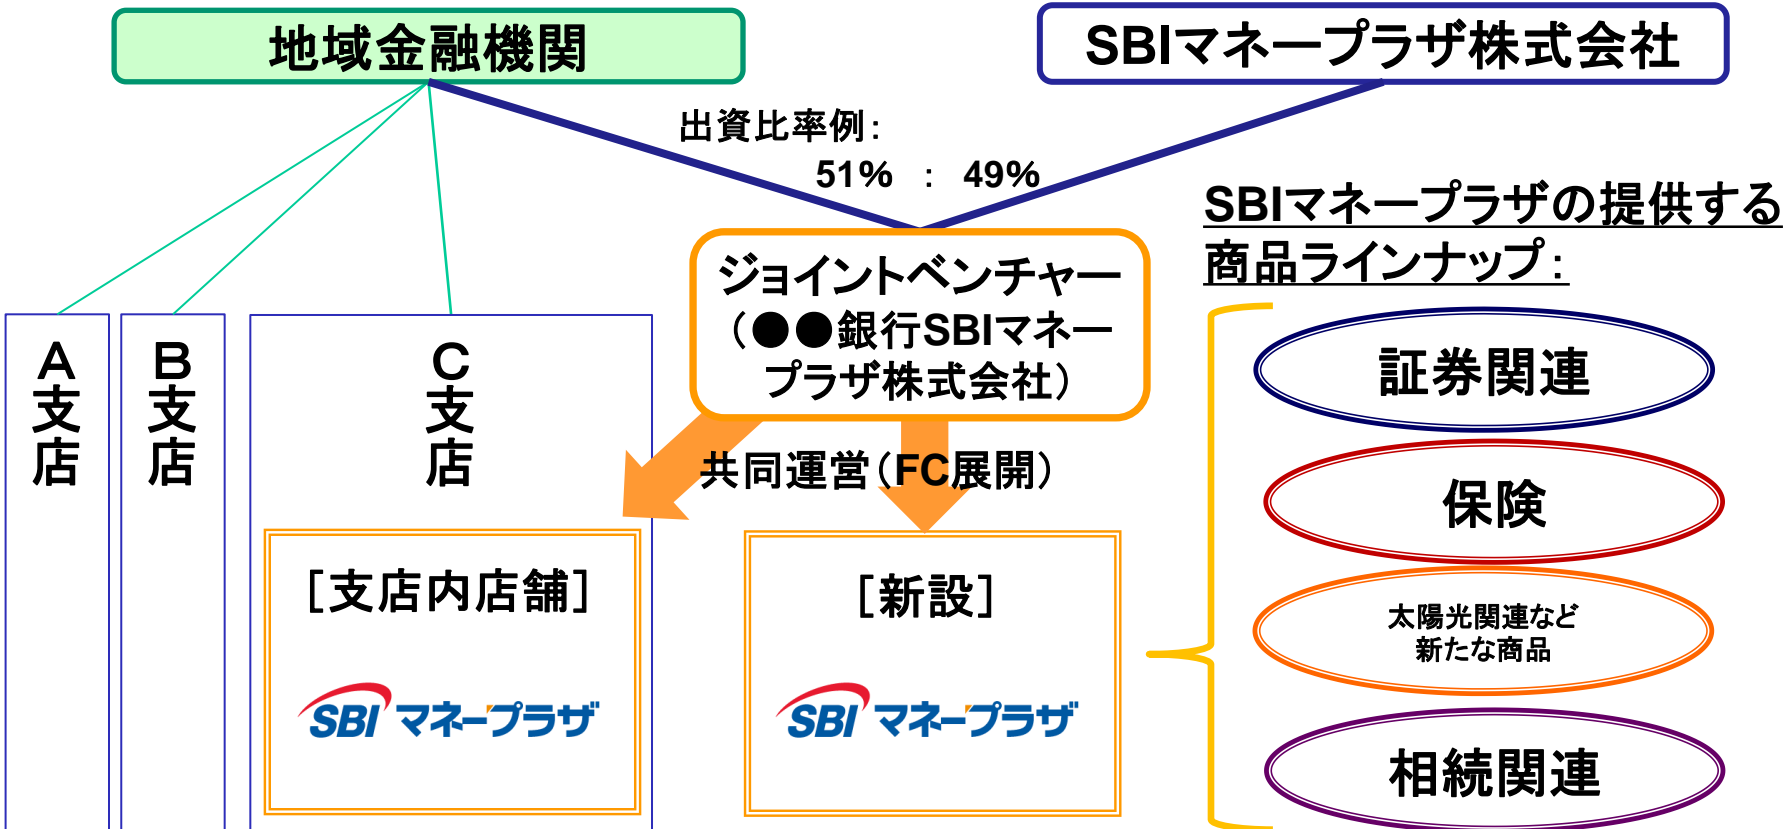 地域金融機関
SBIマネープラザ株式会社
出資比率例：
51% ： 49%
SBIマネープラザの提供する
商品ラインナップ：
ジョイントベンチャー
（●●銀行SBIマネー
プラザ株式会社）
A支店
B支店
C支店
共同運営（FC展開）
［支店内店舗］
SBI マネープラザ
［新設］
SBI マネープラザ
証券関連
保険
太陽光関連など
新たな商品
相続関連